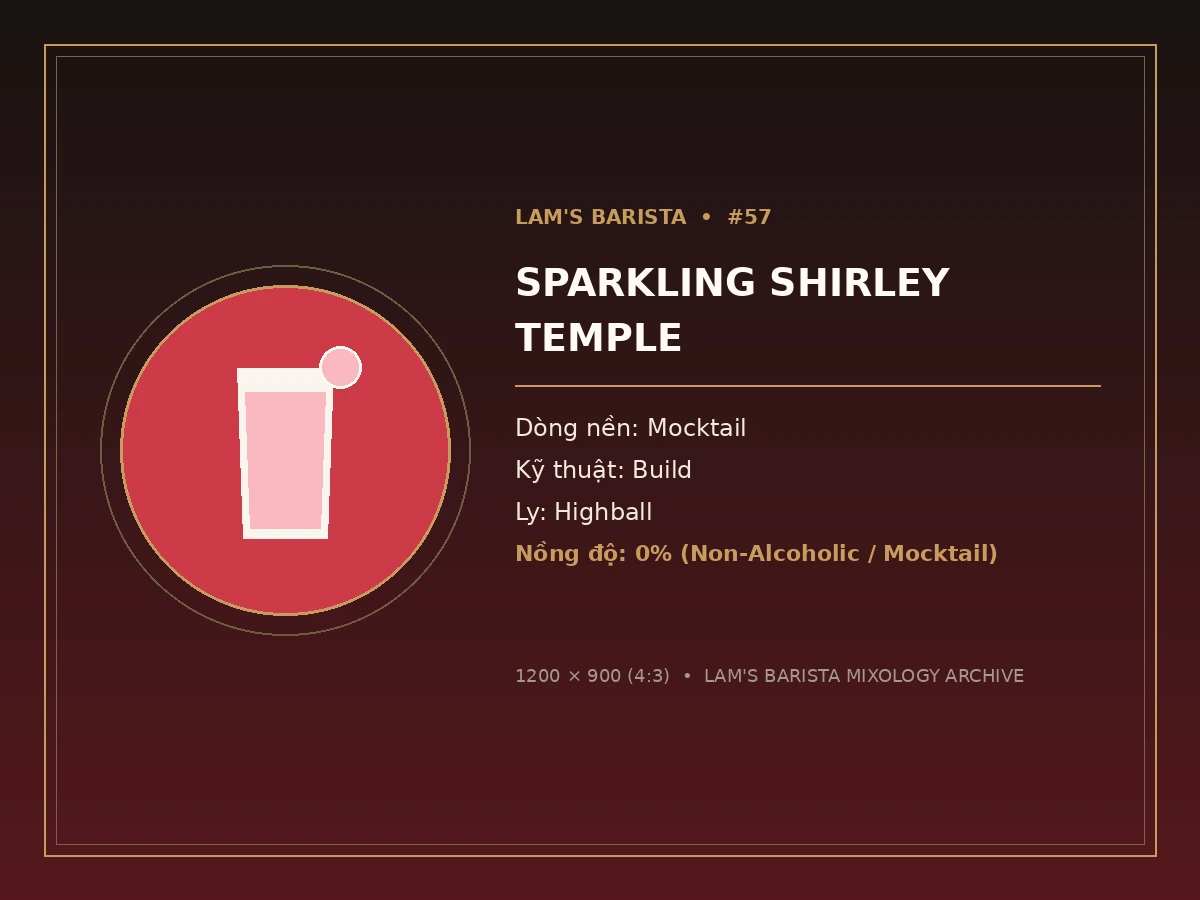 LAM'S BARISTA • #57
SPARKLING SHIRLEY
TEMPLE
Dòng nền: Mocktail
Kỹ thuật: Build
Ly: Highball
Nồng độ: 0% (Non-Alcoholic / Mocktail)
1200 × 900 (4:3) • LAM'S BARISTA MIXOLOGY ARCHIVE